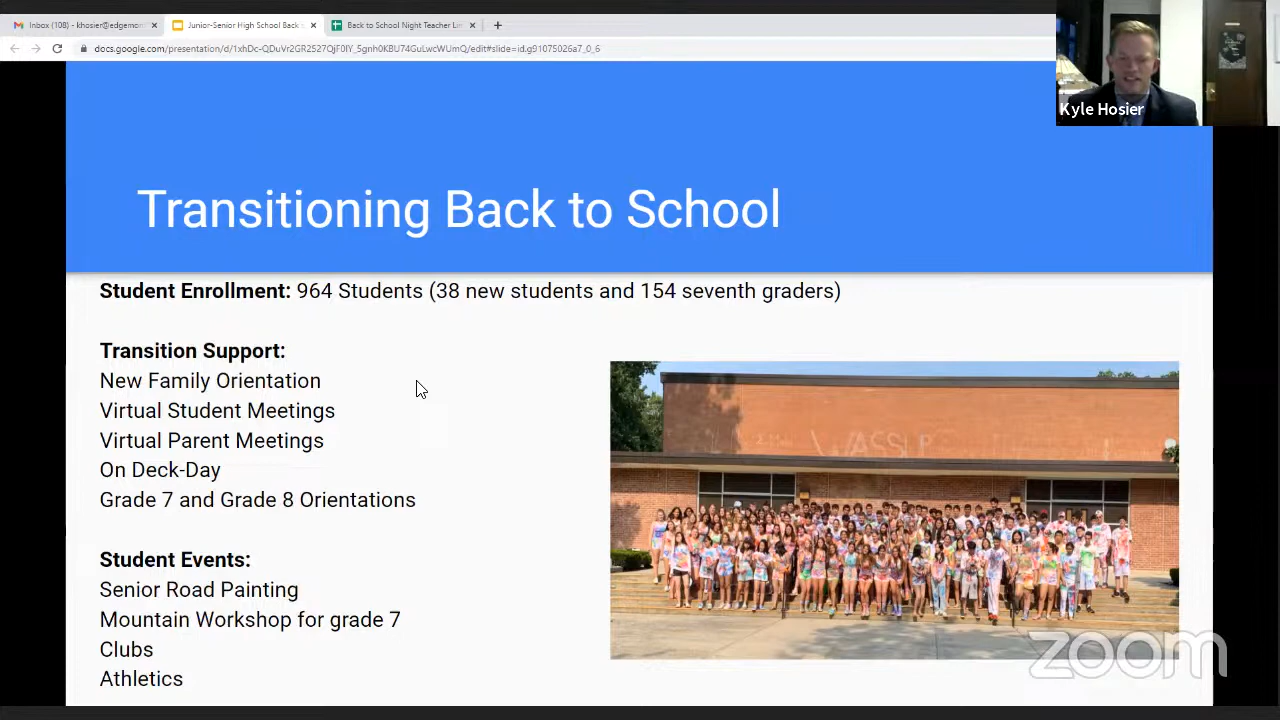 Inbox (108) - khosier@edgemon
Junior-Senior High School Back
Back to School Night Teacher Lin
docs.google.com/presentation/d/1xhDc-QDuVr2GR2527QjF0IY_5gnh0KBU74GuLwcWUmQ/edit#slide=id.g91075026a7_0_6
Kyle Hosier
Transitioning Back to School
Student Enrollment: 964 Students (38 new students and 154 seventh graders)
Transition Support:
New Family Orientation
Virtual Student Meetings
Virtual Parent Meetings
On Deck-Day
Grade 7 and Grade 8 Orientations
Student Events:
Senior Road Painting
Mountain Workshop for grade 7
Clubs
Athletics
zoom